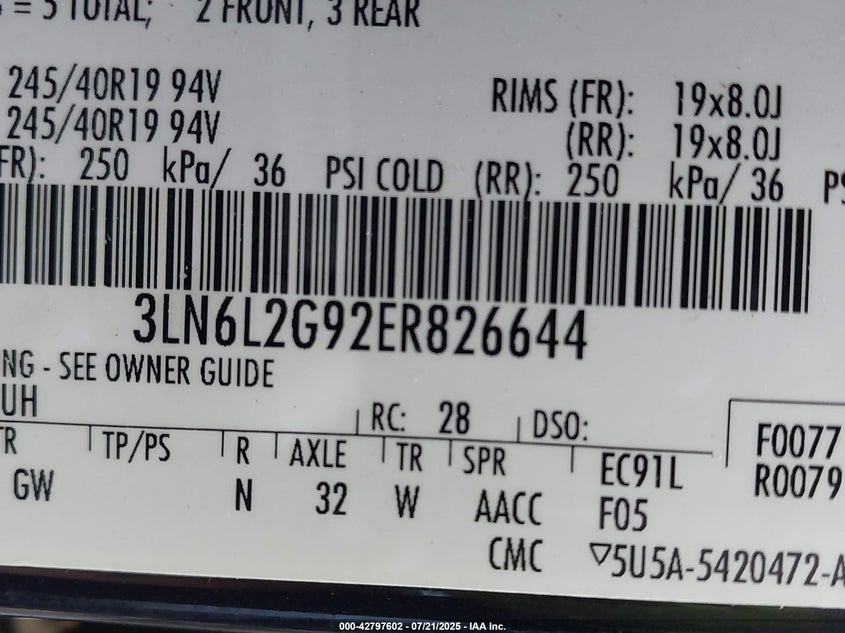 = 5 TOTAL; 2 FRONT, 3 REAR
245/40R19 94V RIMS (FR): 19x8.0J
245/40R19 94V (RR): 19x8.0J
FR): 250 kPa/ 36 PSI COLD (RR): 250 kPa/ 36 PS
3LN6L2G92ER826644
NG - SEE OWNER GUIDE
UH
RC: 28 DSO:
R TP/PS R AXLE TR SPR EC91L F0077
GW N 32 W AACC F05 R0079
CMC ▽5U5A-5420472-A
000-42797602 - 07/21/2025 - IAA Inc.